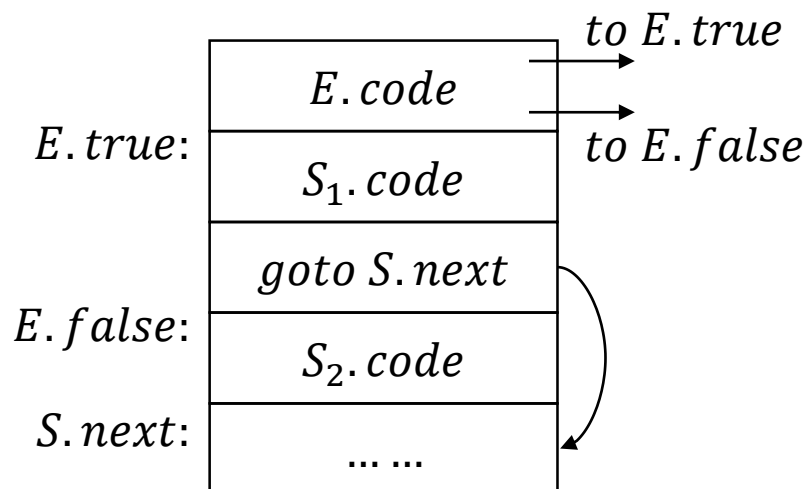 to E.true
E.code
E.true:
to E.false
S₁.code
goto S.next
E.false:
S₂.code
S.next:
... ...